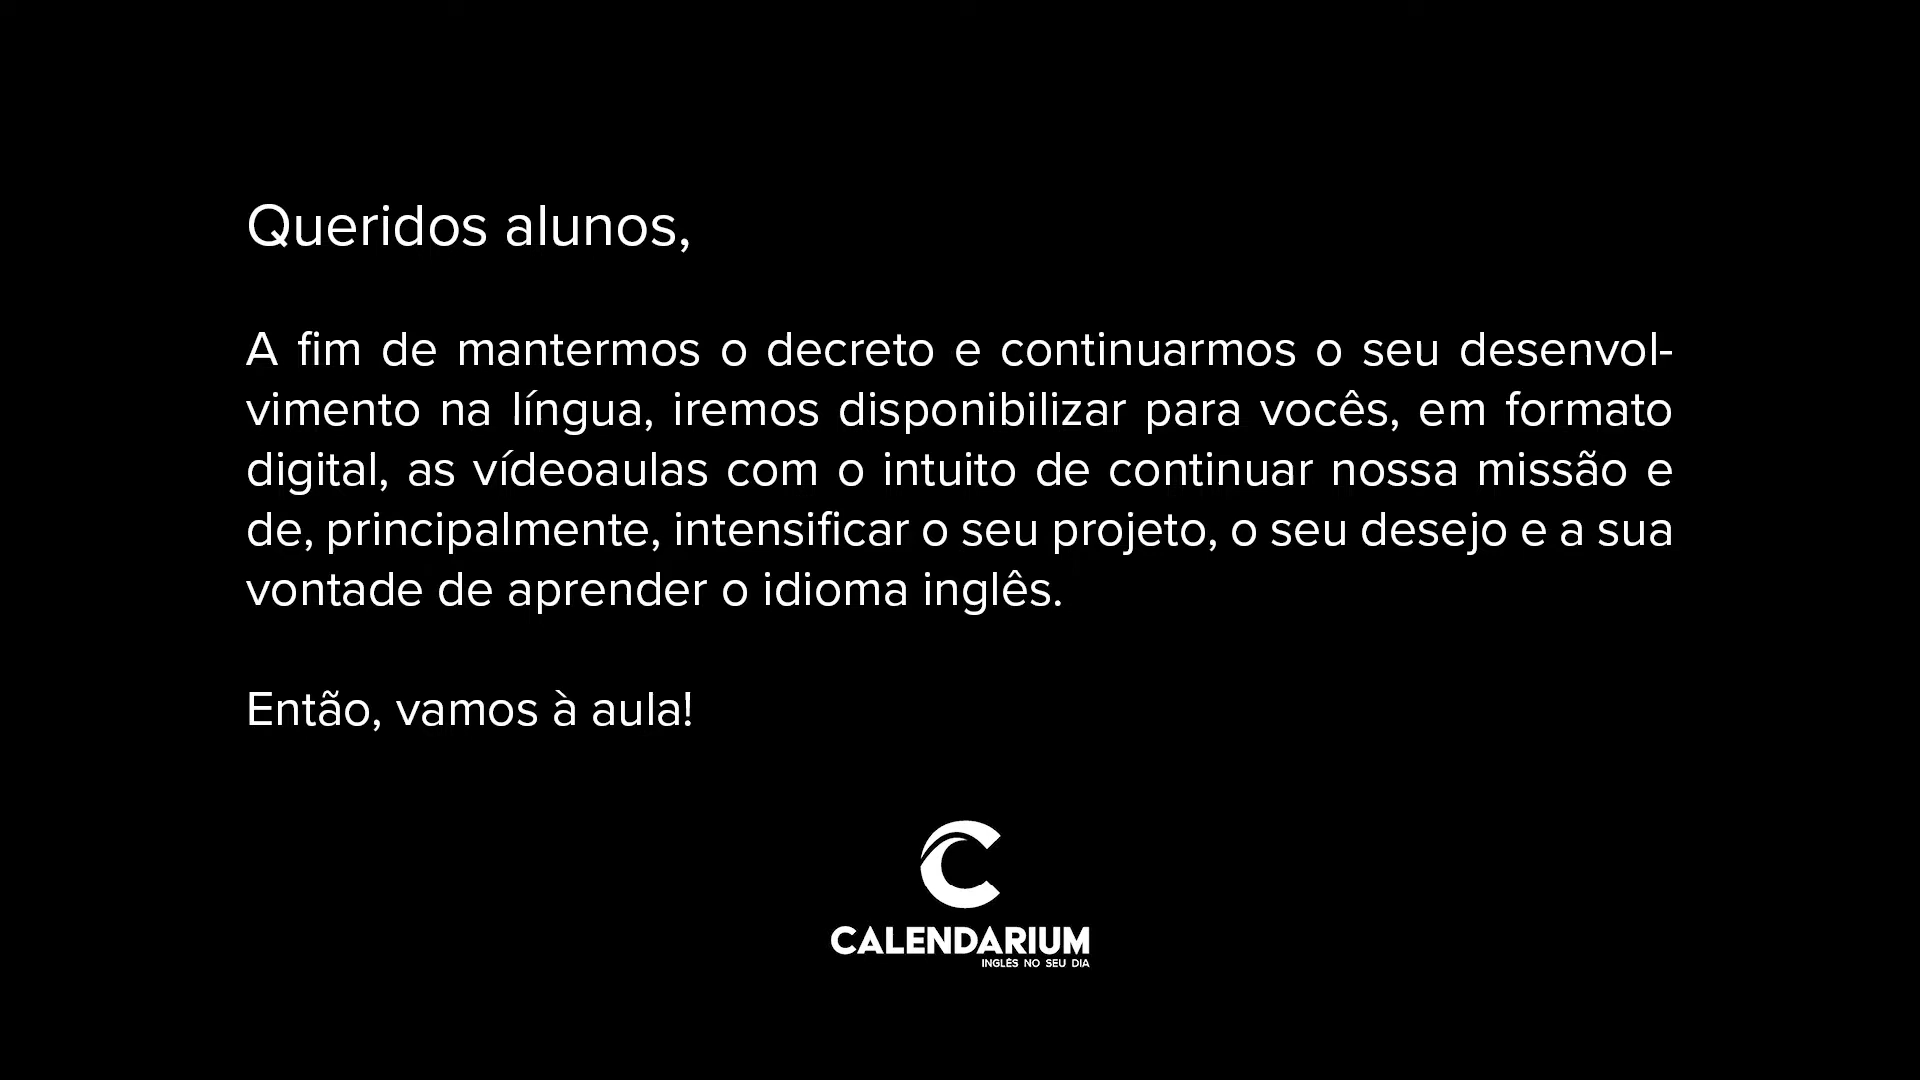 Queridos alunos,
A fim de mantermos o decreto e continuarmos o seu desenvol-
vimento na língua, iremos disponibilizar para vocês, em formato
digital, as vídeoaulas com o intuito de continuar nossa missão e
de, principalmente, intensificar o seu projeto, o seu desejo e a sua
vontade de aprender o idioma inglês.
Então, vamos à aula!
CALENDARIUM
INGLÊS NO SEU DIA